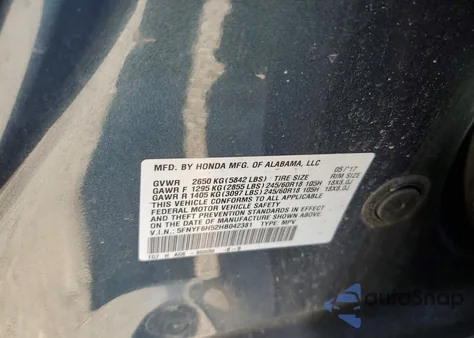 MFD. BY HONDA MFG. OF ALABAMA, LLC 05/17
GVWR 2650 KG(5842 LBS) TIRE SIZE RIM SIZE
GAWR F 1295 KG(2855 LBS)245/60R18 105H 18X8.0J
GAWR R 1405 KG(3097 LBS)245/60R18 105H 18X8.0J
THIS VEHICLE CONFORMS TO ALL APPLICABLE
FEDERAL MOTOR VEHICLE SAFETY AND
THEFT PREVENTION STANDARDS IN EFFECT ON
THE DATE OF MANUFACTURE SHOWN ABOVE.
V.I.N.: 5FNYF6H52HB042381 TYPE: MPV
AutoSnap